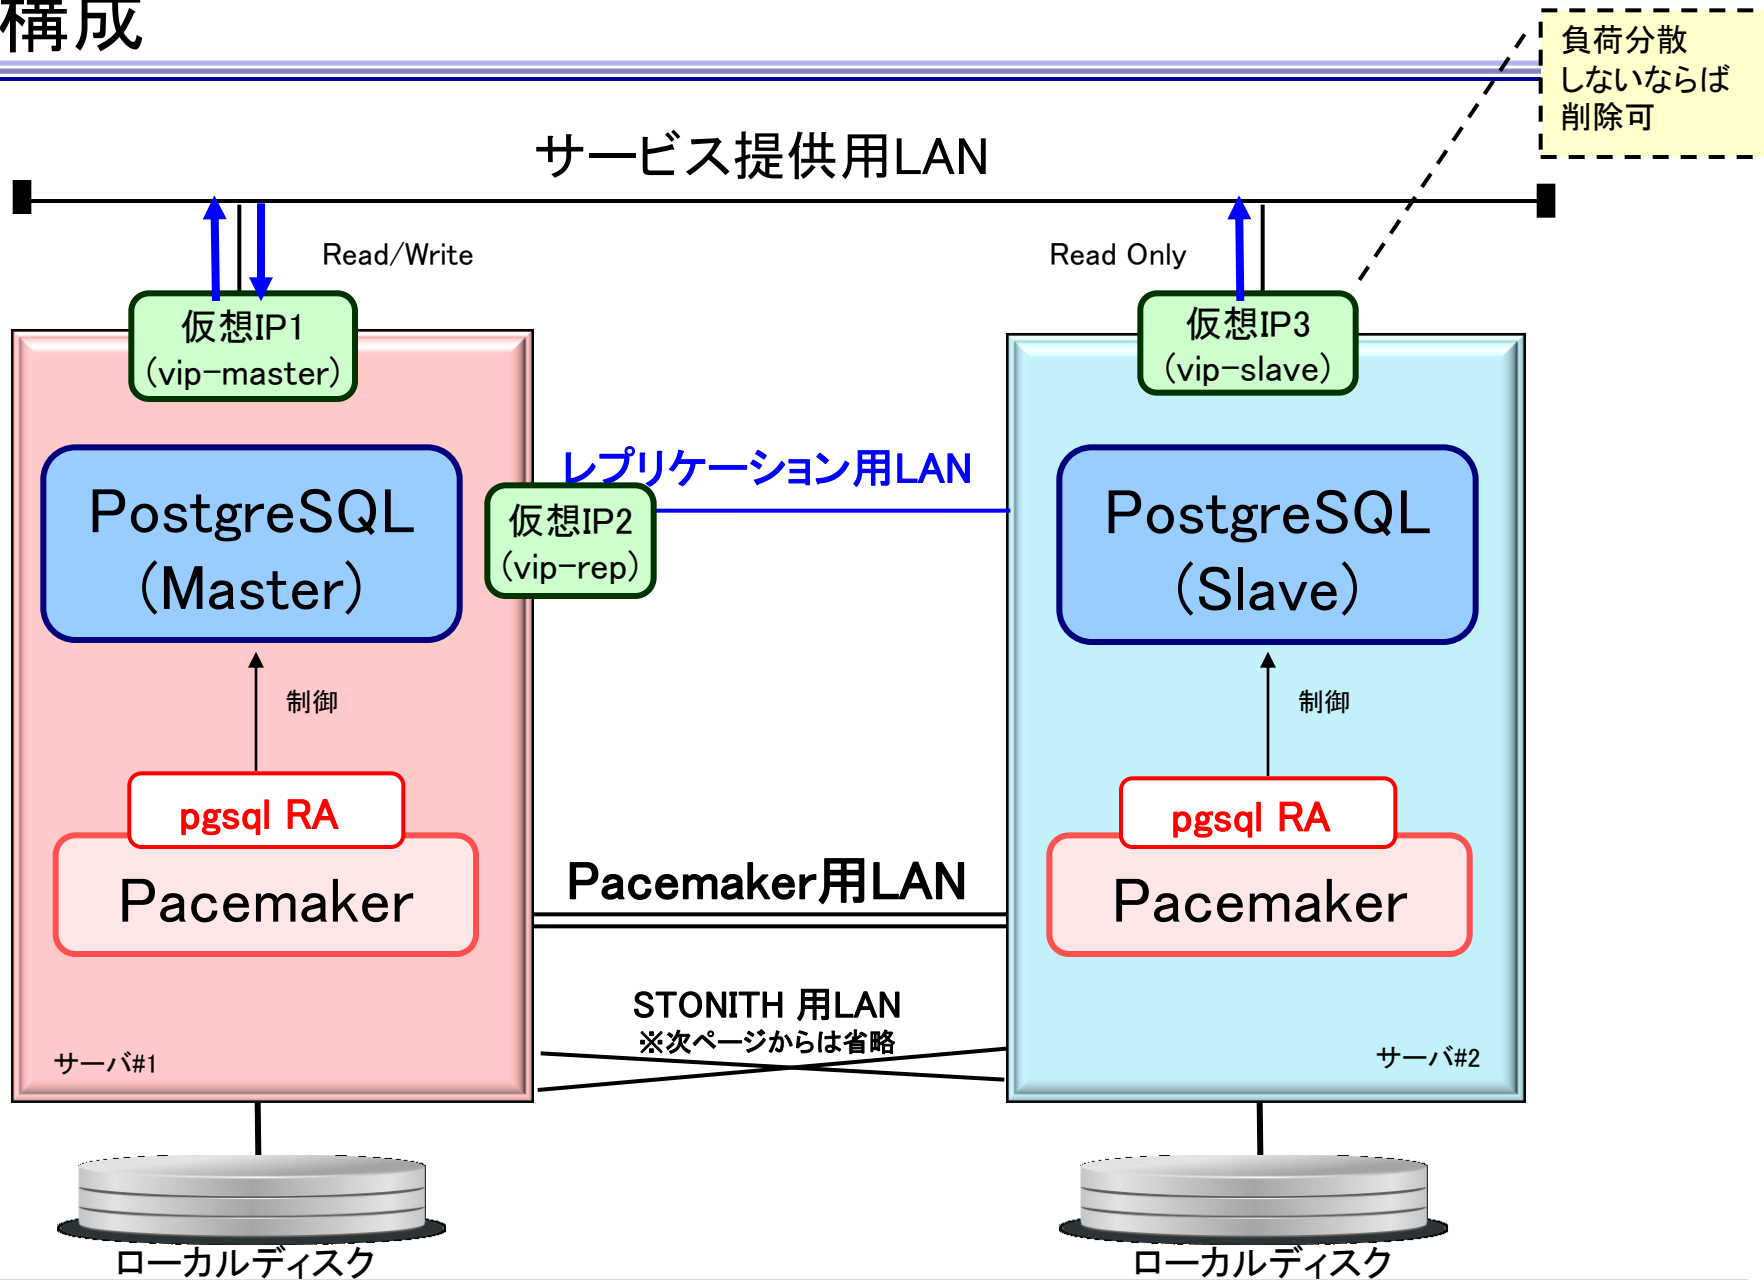 構成
負荷分散
しないならば
削除可
サービス提供用LAN
Read/Write
Read Only
仮想IP1
(vip-master)
仮想IP3
(vip-slave)
レプリケーション用LAN
PostgreSQL
(Master)
仮想IP2
(vip-rep)
PostgreSQL
(Slave)
制御
制御
pgsql RA
pgsql RA
Pacemaker
Pacemaker用LAN
Pacemaker
STONITH 用LAN
※次ページからは省略
サーバ#1
サーバ#2
ローカルディスク
ローカルディスク